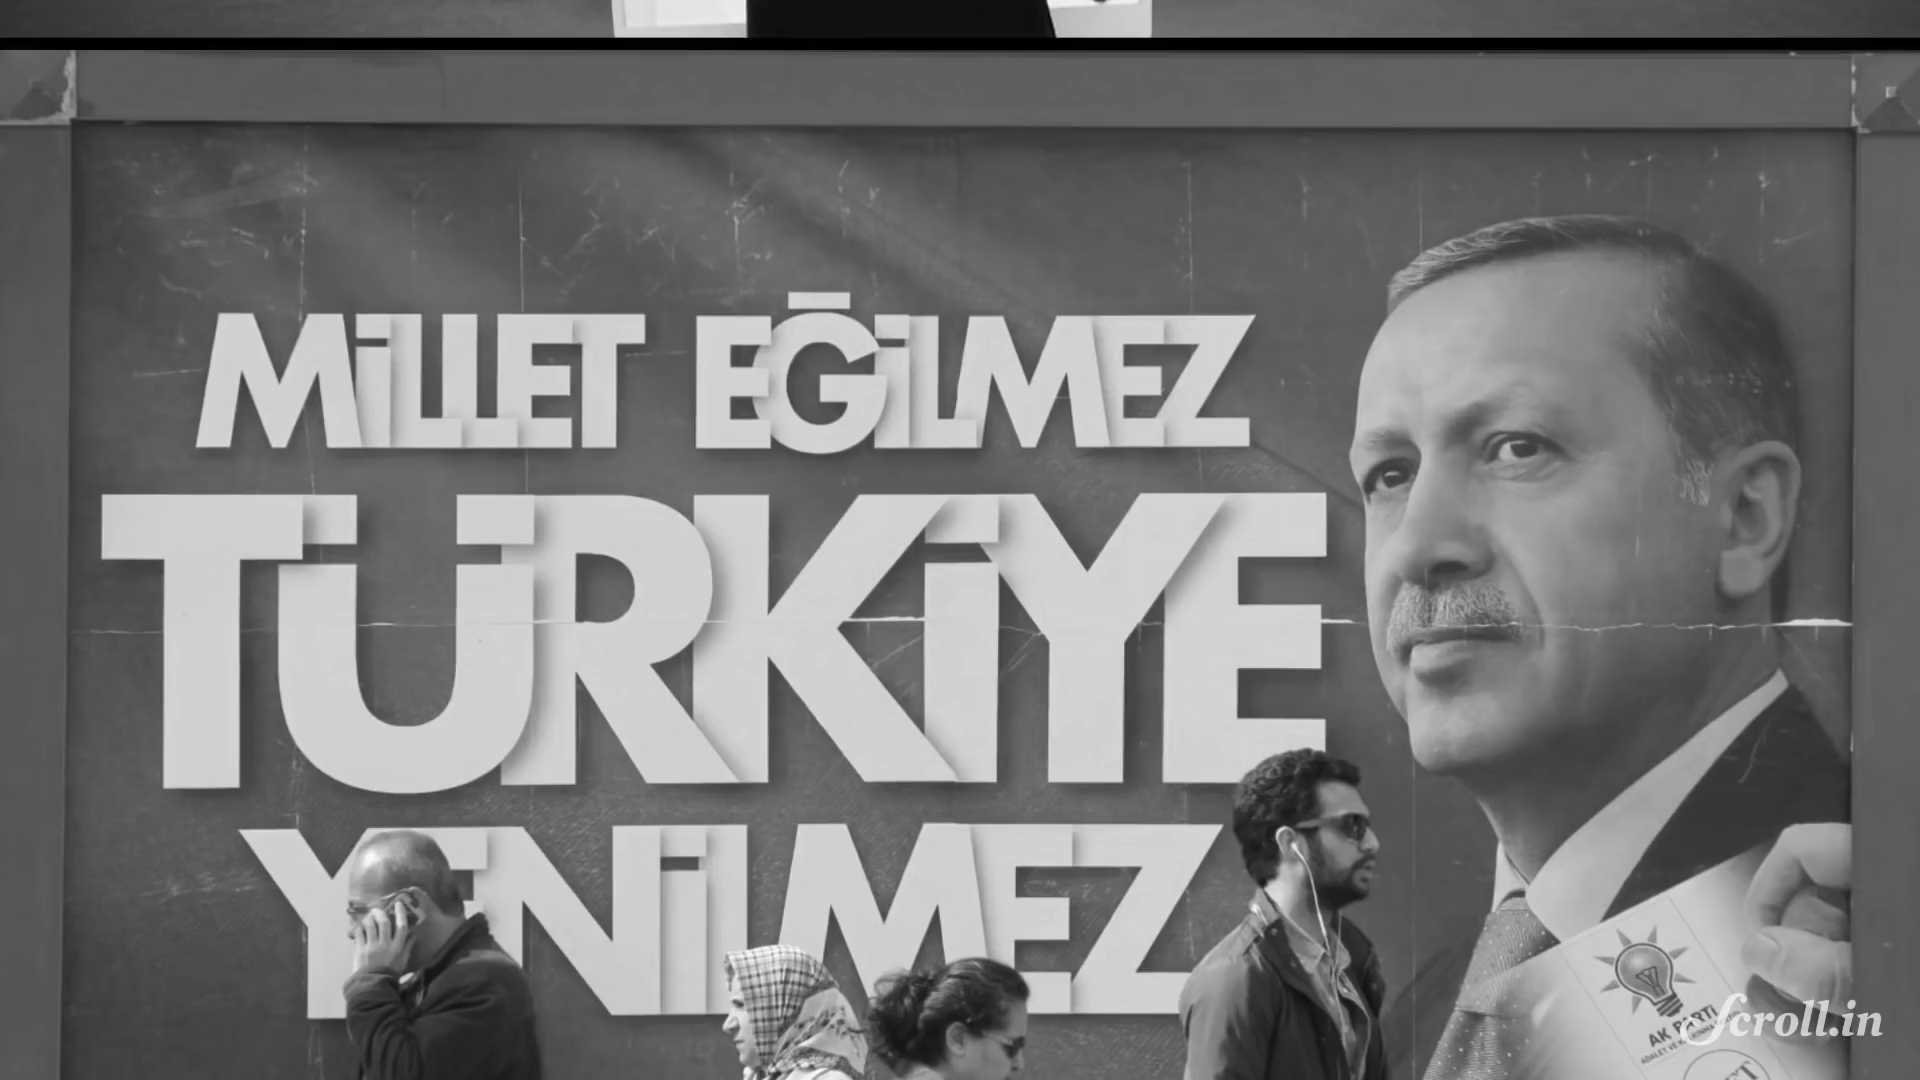 MİLLET EĞİLMEZ
TÜRKİYE
YENİLMEZ
AK PARTİ
Scroll.in